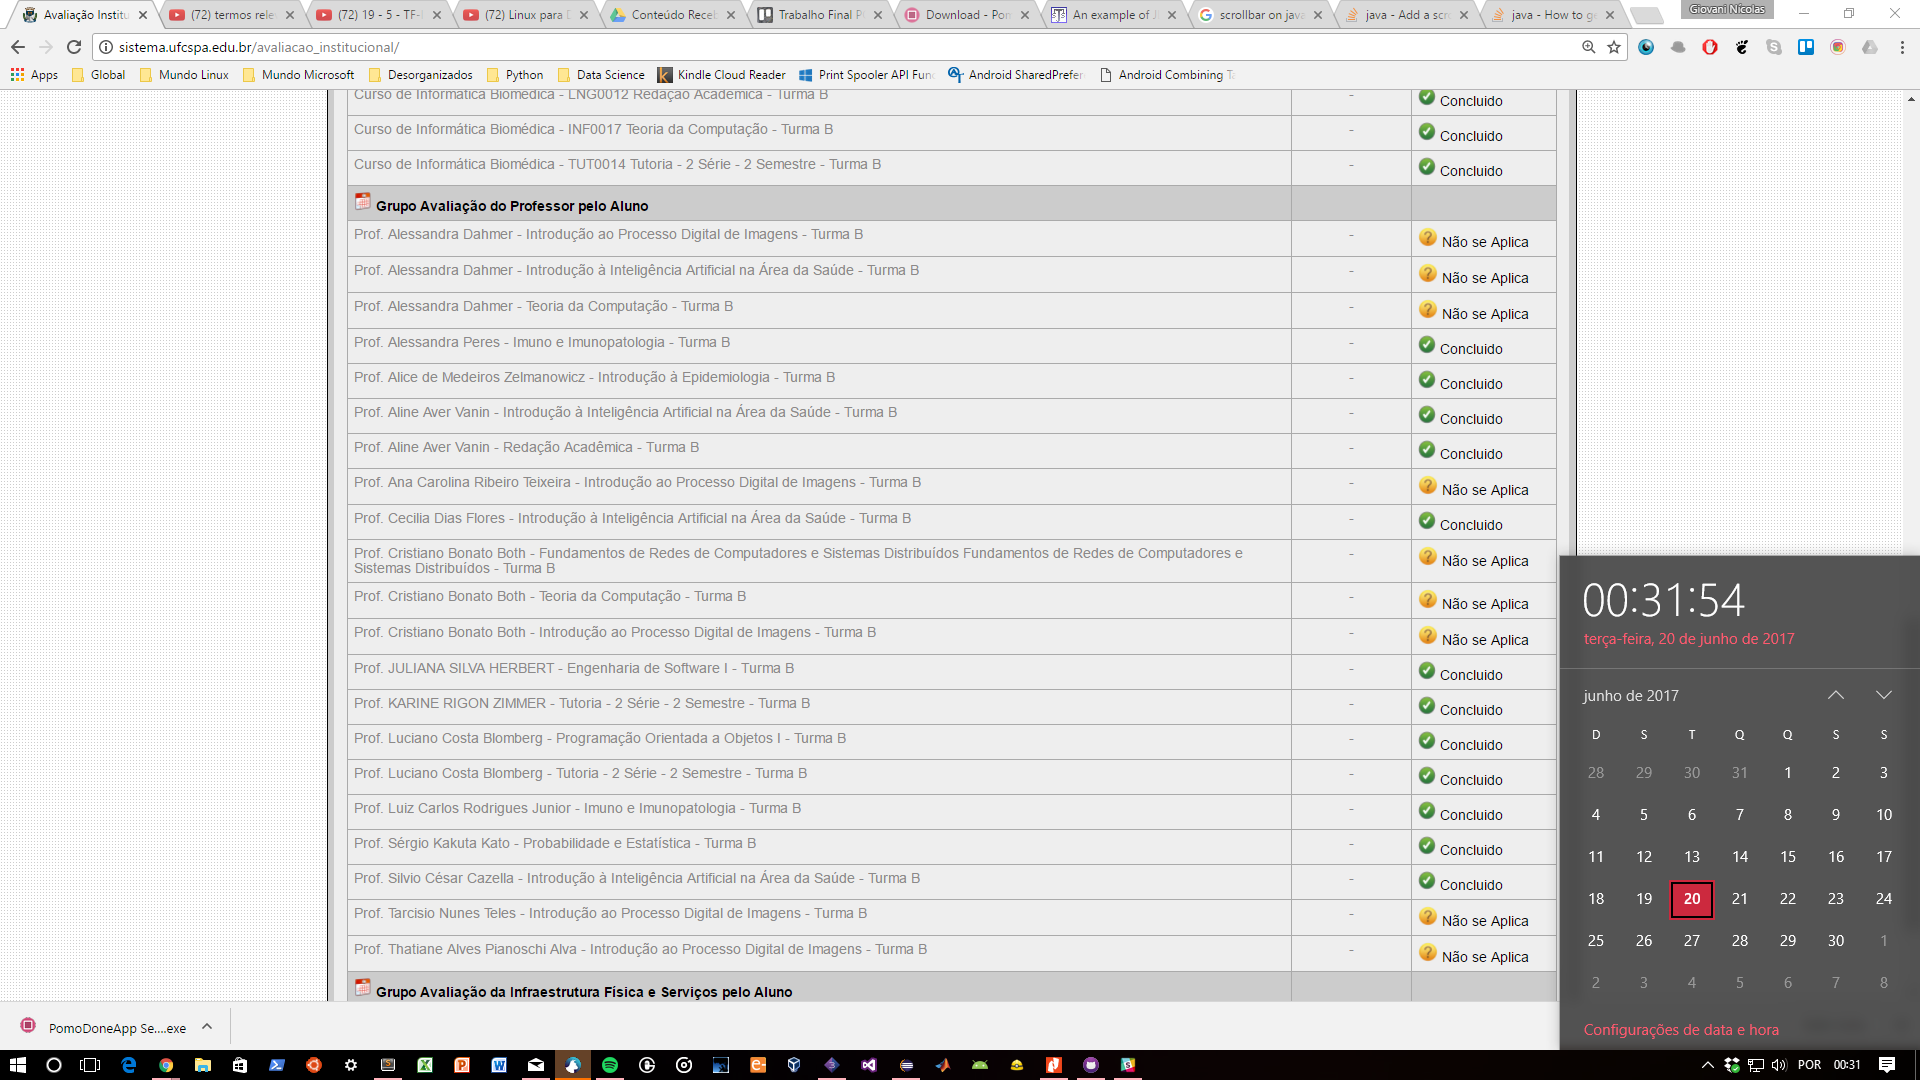 Avaliação Institu
(72) termos rele
(72) 19 - 5 - TF-
(72) Linux para D
Conteúdo Receb
Trabalho Final P
Download - Pom
An example of J
scrollbar on java
java - Add a scr
java - How to ge
Giovani Nícolas
sistema.ufcspa.edu.br/avaliacao_institucional/
Apps
Global
Mundo Linux
Mundo Microsoft
Desorganizados
Python
Data Science
Kindle Cloud Reader
Print Spooler API Func
Android SharedPrefer
Android Combining Ta
Curso de Informática Biomédica - LNG0012 Redação Acadêmica - Turma B - Concluido
Curso de Informática Biomédica - INF0017 Teoria da Computação - Turma B - Concluido
Curso de Informática Biomédica - TUT0014 Tutoria - 2 Série - 2 Semestre - Turma B - Concluido
Grupo Avaliação do Professor pelo Aluno
Prof. Alessandra Dahmer - Introdução ao Processo Digital de Imagens - Turma B - Não se Aplica
Prof. Alessandra Dahmer - Introdução à Inteligência Artificial na Área da Saúde - Turma B - Não se Aplica
Prof. Alessandra Dahmer - Teoria da Computação - Turma B - Não se Aplica
Prof. Alessandra Peres - Imuno e Imunopatologia - Turma B - Concluido
Prof. Alice de Medeiros Zelmanowicz - Introdução à Epidemiologia - Turma B - Concluido
Prof. Aline Aver Vanin - Introdução à Inteligência Artificial na Área da Saúde - Turma B - Concluido
Prof. Aline Aver Vanin - Redação Acadêmica - Turma B - Concluido
Prof. Ana Carolina Ribeiro Teixeira - Introdução ao Processo Digital de Imagens - Turma B - Não se Aplica
Prof. Cecilia Dias Flores - Introdução à Inteligência Artificial na Área da Saúde - Turma B - Concluido
Prof. Cristiano Bonato Both - Fundamentos de Redes de Computadores e Sistemas Distribuídos Fundamentos de Redes de Computadores e - Não se Aplica
Sistemas Distribuídos - Turma B
Prof. Cristiano Bonato Both - Teoria da Computação - Turma B - Não se Aplica
Prof. Cristiano Bonato Both - Introdução ao Processo Digital de Imagens - Turma B - Não se Aplica
Prof. JULIANA SILVA HERBERT - Engenharia de Software I - Turma B - Concluido
Prof. KARINE RIGON ZIMMER - Tutoria - 2 Série - 2 Semestre - Turma B - Concluido
Prof. Luciano Costa Blomberg - Programação Orientada a Objetos I - Turma B - Concluido
Prof. Luciano Costa Blomberg - Tutoria - 2 Série - 2 Semestre - Turma B - Concluido
Prof. Luiz Carlos Rodrigues Junior - Imuno e Imunopatologia - Turma B - Concluido
Prof. Sérgio Kakuta Kato - Probabilidade e Estatística - Turma B - Concluido
Prof. Silvio César Cazella - Introdução à Inteligência Artificial na Área da Saúde - Turma B - Concluido
Prof. Tarcisio Nunes Teles - Introdução ao Processo Digital de Imagens - Turma B - Não se Aplica
Prof. Thatiane Alves Pianoschi Alva - Introdução ao Processo Digital de Imagens - Turma B - Não se Aplica
Grupo Avaliação da Infraestrutura Física e Serviços pelo Aluno
00:31:54
terça-feira, 20 de junho de 2017
junho de 2017
D S T Q Q S S
28 29 30 31 1 2 3
4 5 6 7 8 9 10
11 12 13 14 15 16 17
18 19 20 21 22 23 24
25 26 27 28 29 30 1
2 3 4 5 6 7 8
Configurações de data e hora
PomoDoneApp Se....exe
POR 00:31